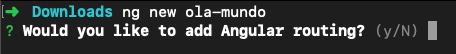 ➜ Downloads ng new ola-mundo
? Would you like to add Angular routing? (y/N)